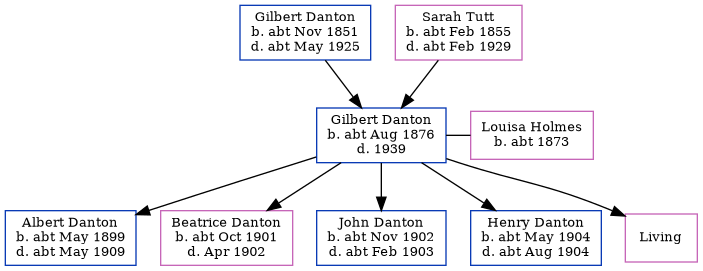 Gilbert Danton
b. abt Nov 1851
d. abt May 1925
Sarah Tutt
b. abt Feb 1855
d. abt Feb 1929
Gilbert Danton
b. abt Aug 1876
d. 1939
Louisa Holmes
b. abt 1873
Albert Danton
b. abt May 1899
d. abt May 1909
Beatrice Danton
b. abt Oct 1901
d. Apr 1902
John Danton
b. abt Nov 1902
d. abt Feb 1903
Henry Danton
b. abt May 1904
d. abt Aug 1904
Living